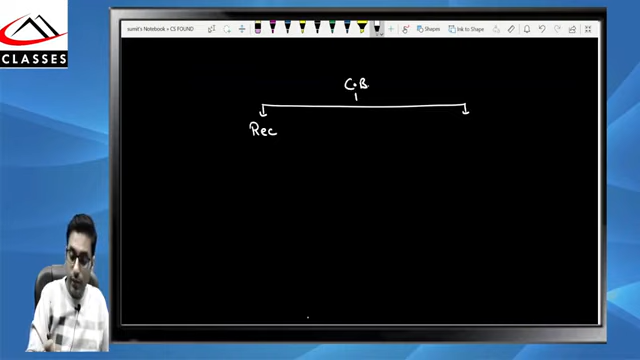 CLASSES
sumit's Notebook » CS FOUND
Shapes
Ink to Shape
C.B
Rec